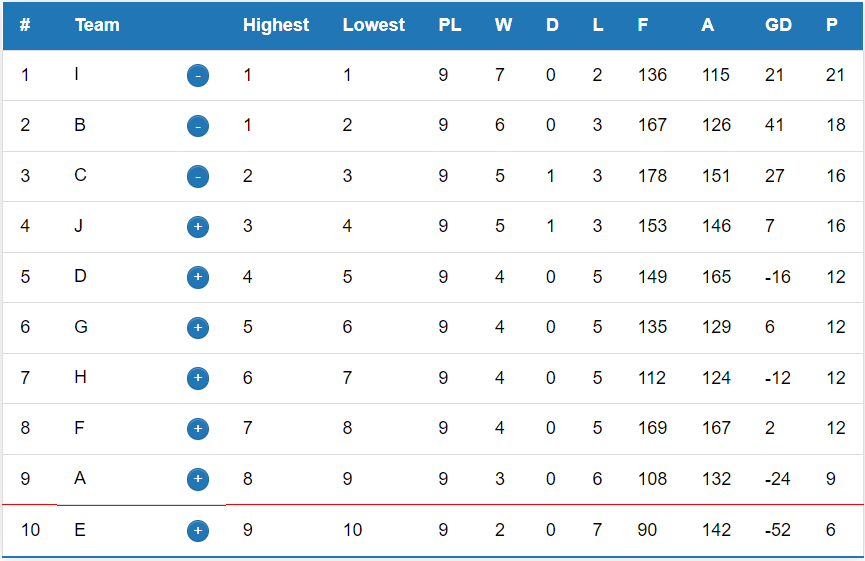 # Team Highest Lowest PL W D L F A GD P
1 I - 1 1 9 7 0 2 136 115 21 21
2 B - 1 2 9 6 0 3 167 126 41 18
3 C - 2 3 9 5 1 3 178 151 27 16
4 J + 3 4 9 5 1 3 153 146 7 16
5 D + 4 5 9 4 0 5 149 165 -16 12
6 G + 5 6 9 4 0 5 135 129 6 12
7 H + 6 7 9 4 0 5 112 124 -12 12
8 F + 7 8 9 4 0 5 169 167 2 12
9 A + 8 9 9 3 0 6 108 132 -24 9
10 E + 9 10 9 2 0 7 90 142 -52 6